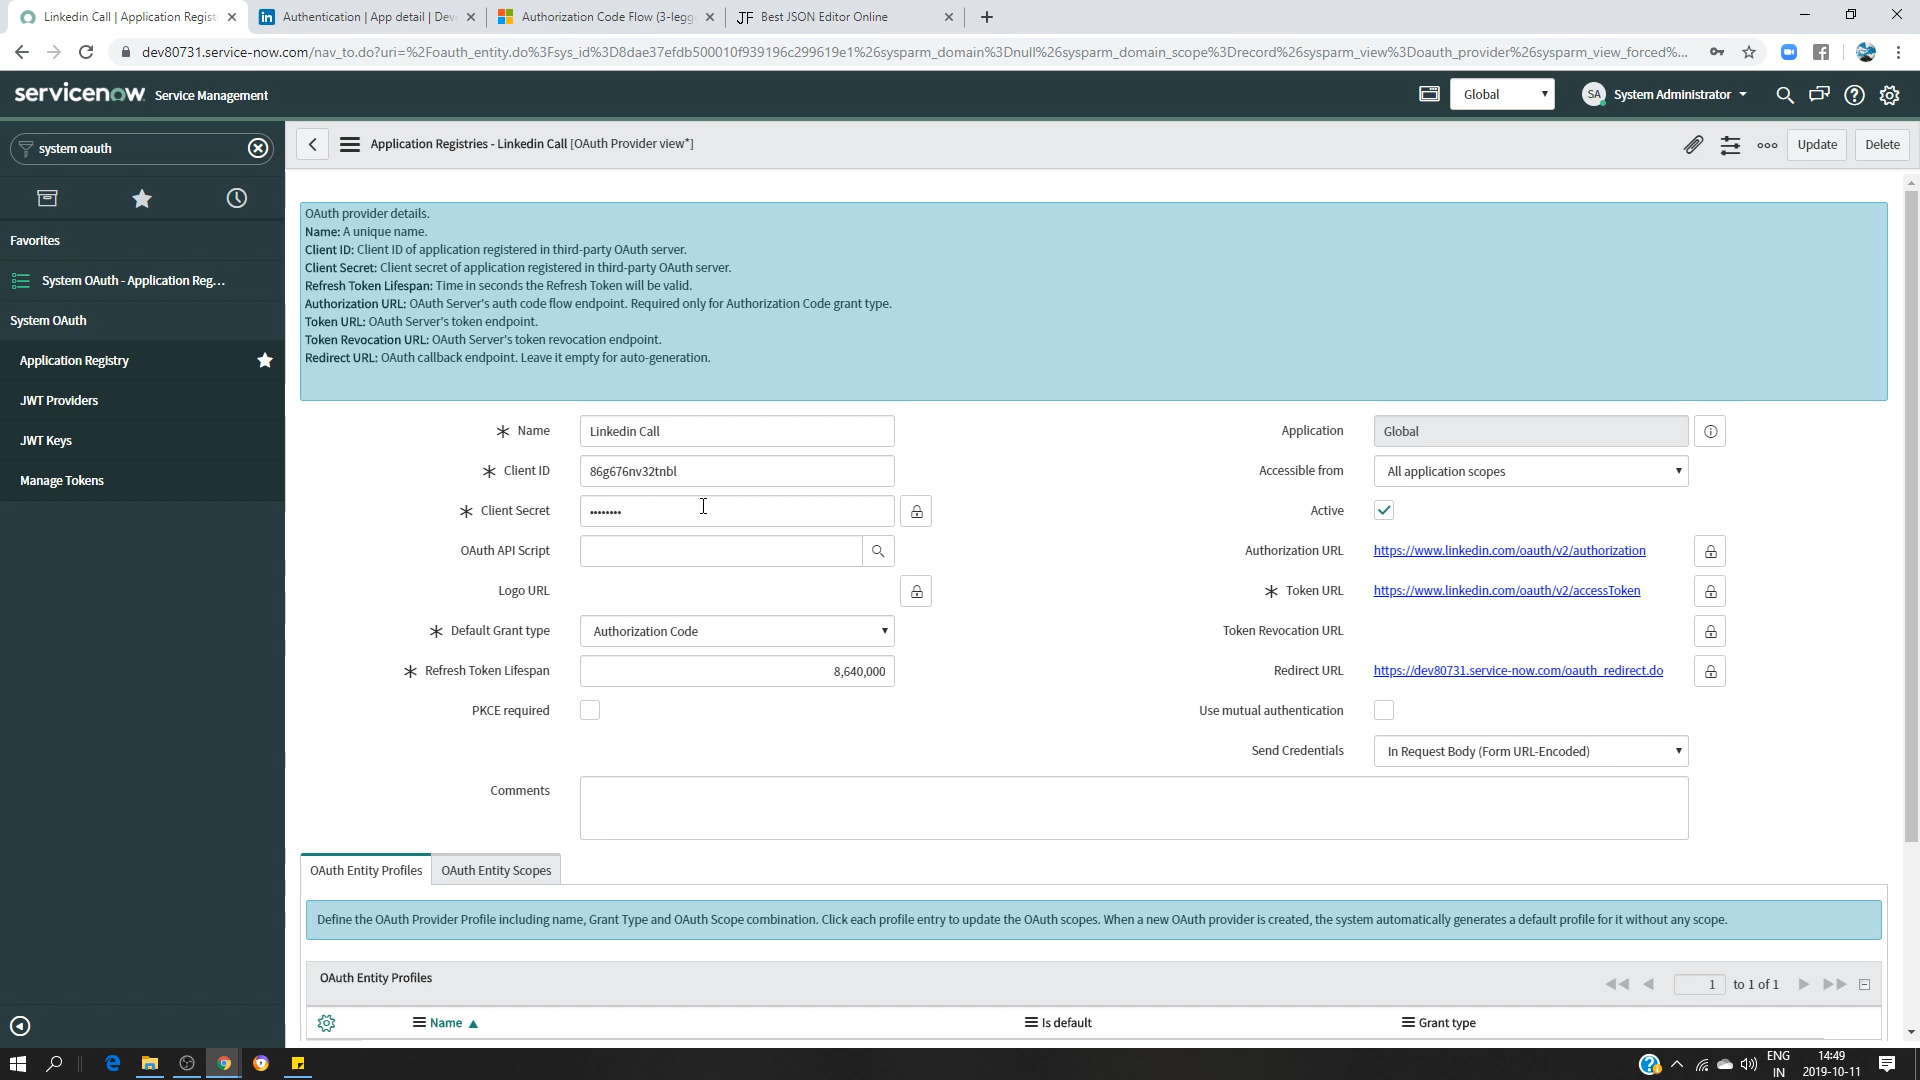 Linkedin Call | Application Registr
Authentication | App detail | Dev
Authorization Code Flow (3-legg
JF Best JSON Editor Online
dev80731.service-now.com/nav_to.do?uri=%2Foauth_entity.do%3Fsys_id%3D8dae37efdb500010f939196c299619e1%26sysparm_domain%3Dnull%26sysparm_domain_scope%3Drecord%26sysparm_view%3Doauth_provider%26sysparm_view_forced%...
servicenow Service Management
Global
SA System Administrator
system oauth
Application Registries - Linkedin Call [OAuth Provider view*]
Update
Delete
Favorites
System OAuth - Application Reg...
System OAuth
Application Registry
JWT Providers
JWT Keys
Manage Tokens
OAuth provider details.
Name: A unique name.
Client ID: Client ID of application registered in third-party OAuth server.
Client Secret: Client secret of application registered in third-party OAuth server.
Refresh Token Lifespan: Time in seconds the Refresh Token will be valid.
Authorization URL: OAuth Server's auth code flow endpoint. Required only for Authorization Code grant type.
Token URL: OAuth Server's token endpoint.
Token Revocation URL: OAuth Server's token revocation endpoint.
Redirect URL: OAuth callback endpoint. Leave it empty for auto-generation.
Name Linkedin Call
Application Global
Client ID 86g676nv32tnbl
Accessible from All application scopes
Client Secret ••••••••
Active
OAuth API Script
Authorization URL https://www.linkedin.com/oauth/v2/authorization
Logo URL
Token URL https://www.linkedin.com/oauth/v2/accessToken
Default Grant type Authorization Code
Token Revocation URL
Refresh Token Lifespan 8,640,000
Redirect URL https://dev80731.service-now.com/oauth_redirect.do
PKCE required
Use mutual authentication
Send Credentials In Request Body (Form URL-Encoded)
Comments
OAuth Entity Profiles
OAuth Entity Scopes
Define the OAuth Provider Profile including name, Grant Type and OAuth Scope combination. Click each profile entry to update the OAuth scopes. When a new OAuth provider is created, the system automatically generates a default profile for it without any scope.
OAuth Entity Profiles
1 to 1 of 1
Name
Is default
Grant type
ENG
IN
14:49
2019-10-11